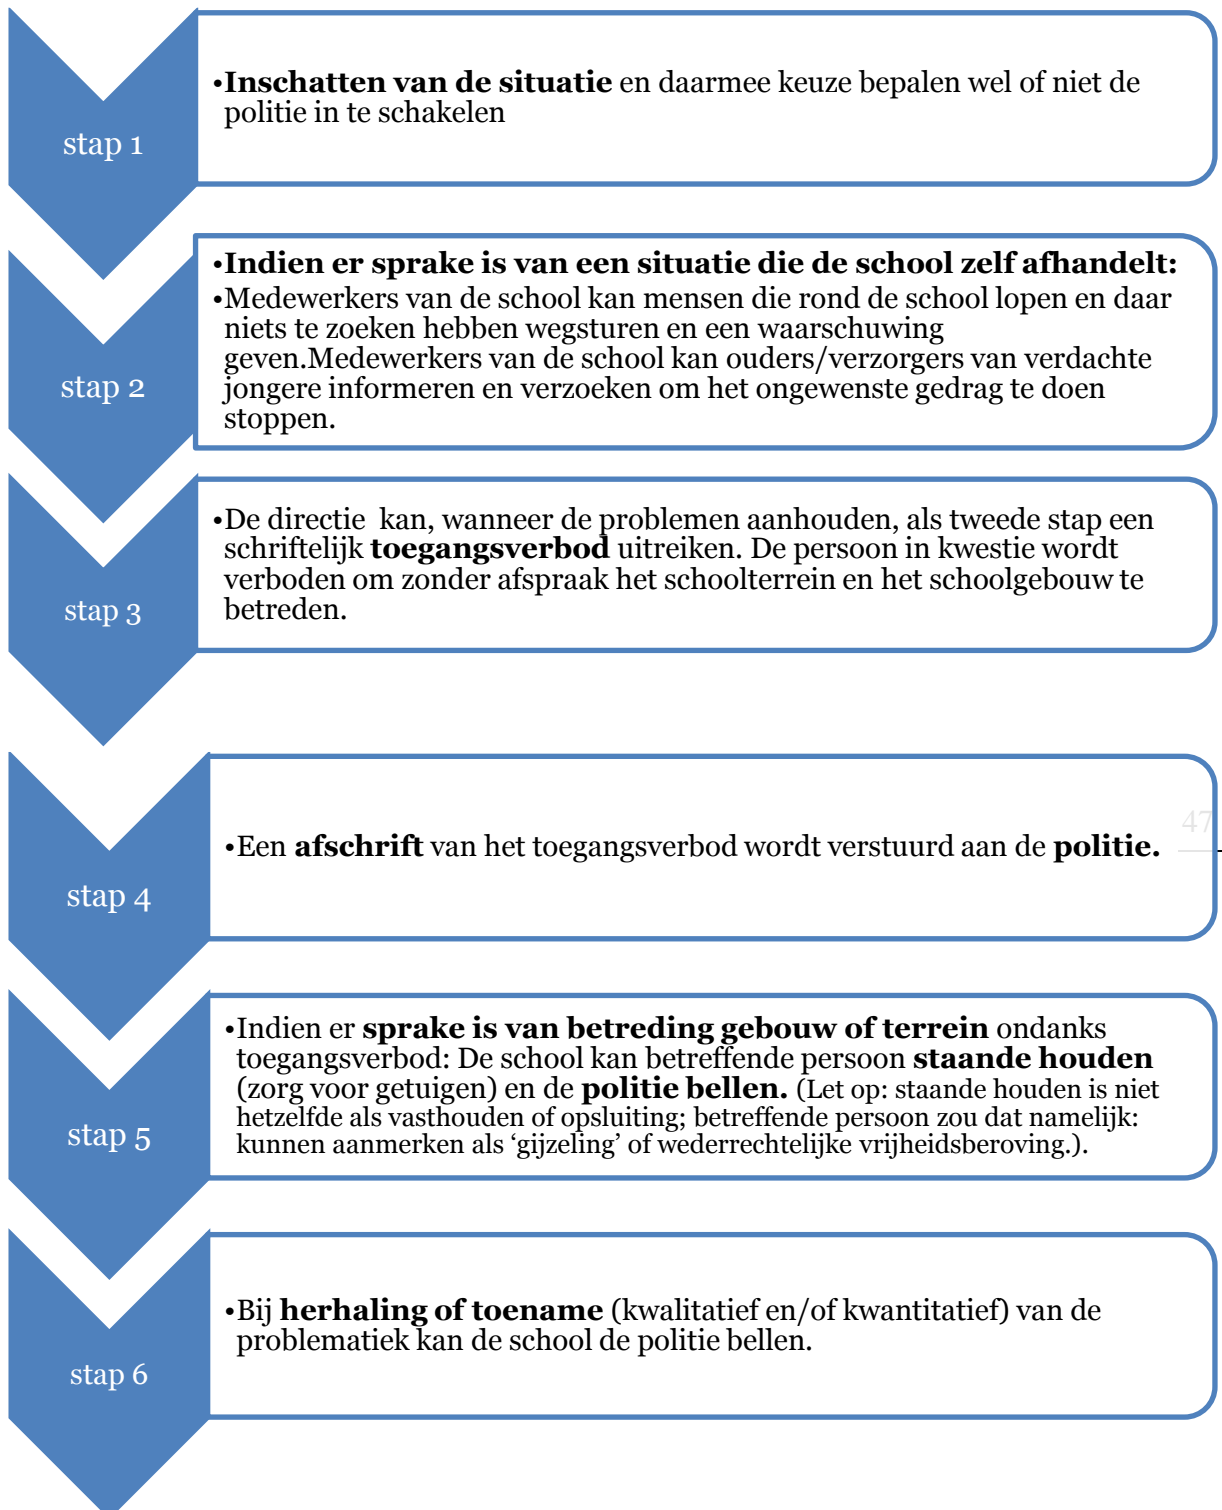 stap 1
•Inschatten van de situatie en daarmee keuze bepalen wel of niet de
politie in te schakelen
stap 2
•Indien er sprake is van een situatie die de school zelf afhandelt:
•Medewerkers van de school kan mensen die rond de school lopen en daar
niets te zoeken hebben wegsturen en een waarschuwing
geven.Medewerkers van de school kan ouders/verzorgers van verdachte
jongere informeren en verzoeken om het ongewenste gedrag te doen
stoppen.
stap 3
•De directie  kan, wanneer de problemen aanhouden, als tweede stap een
schriftelijk toegangsverbod uitreiken. De persoon in kwestie wordt
verboden om zonder afspraak het schoolterrein en het schoolgebouw te
betreden.
47
stap 4
•Een afschrift van het toegangsverbod wordt verstuurd aan de politie.
stap 5
•Indien er sprake is van betreding gebouw of terrein ondanks
toegangsverbod: De school kan betreffende persoon staande houden
(zorg voor getuigen) en de politie bellen. (Let op: staande houden is niet
hetzelfde als vasthouden of opsluiting; betreffende persoon zou dat namelijk:
kunnen aanmerken als ‘gijzeling’ of wederrechtelijke vrijheidsberoving.).
stap 6
•Bij herhaling of toename (kwalitatief en/of kwantitatief) van de
problematiek kan de school de politie bellen.